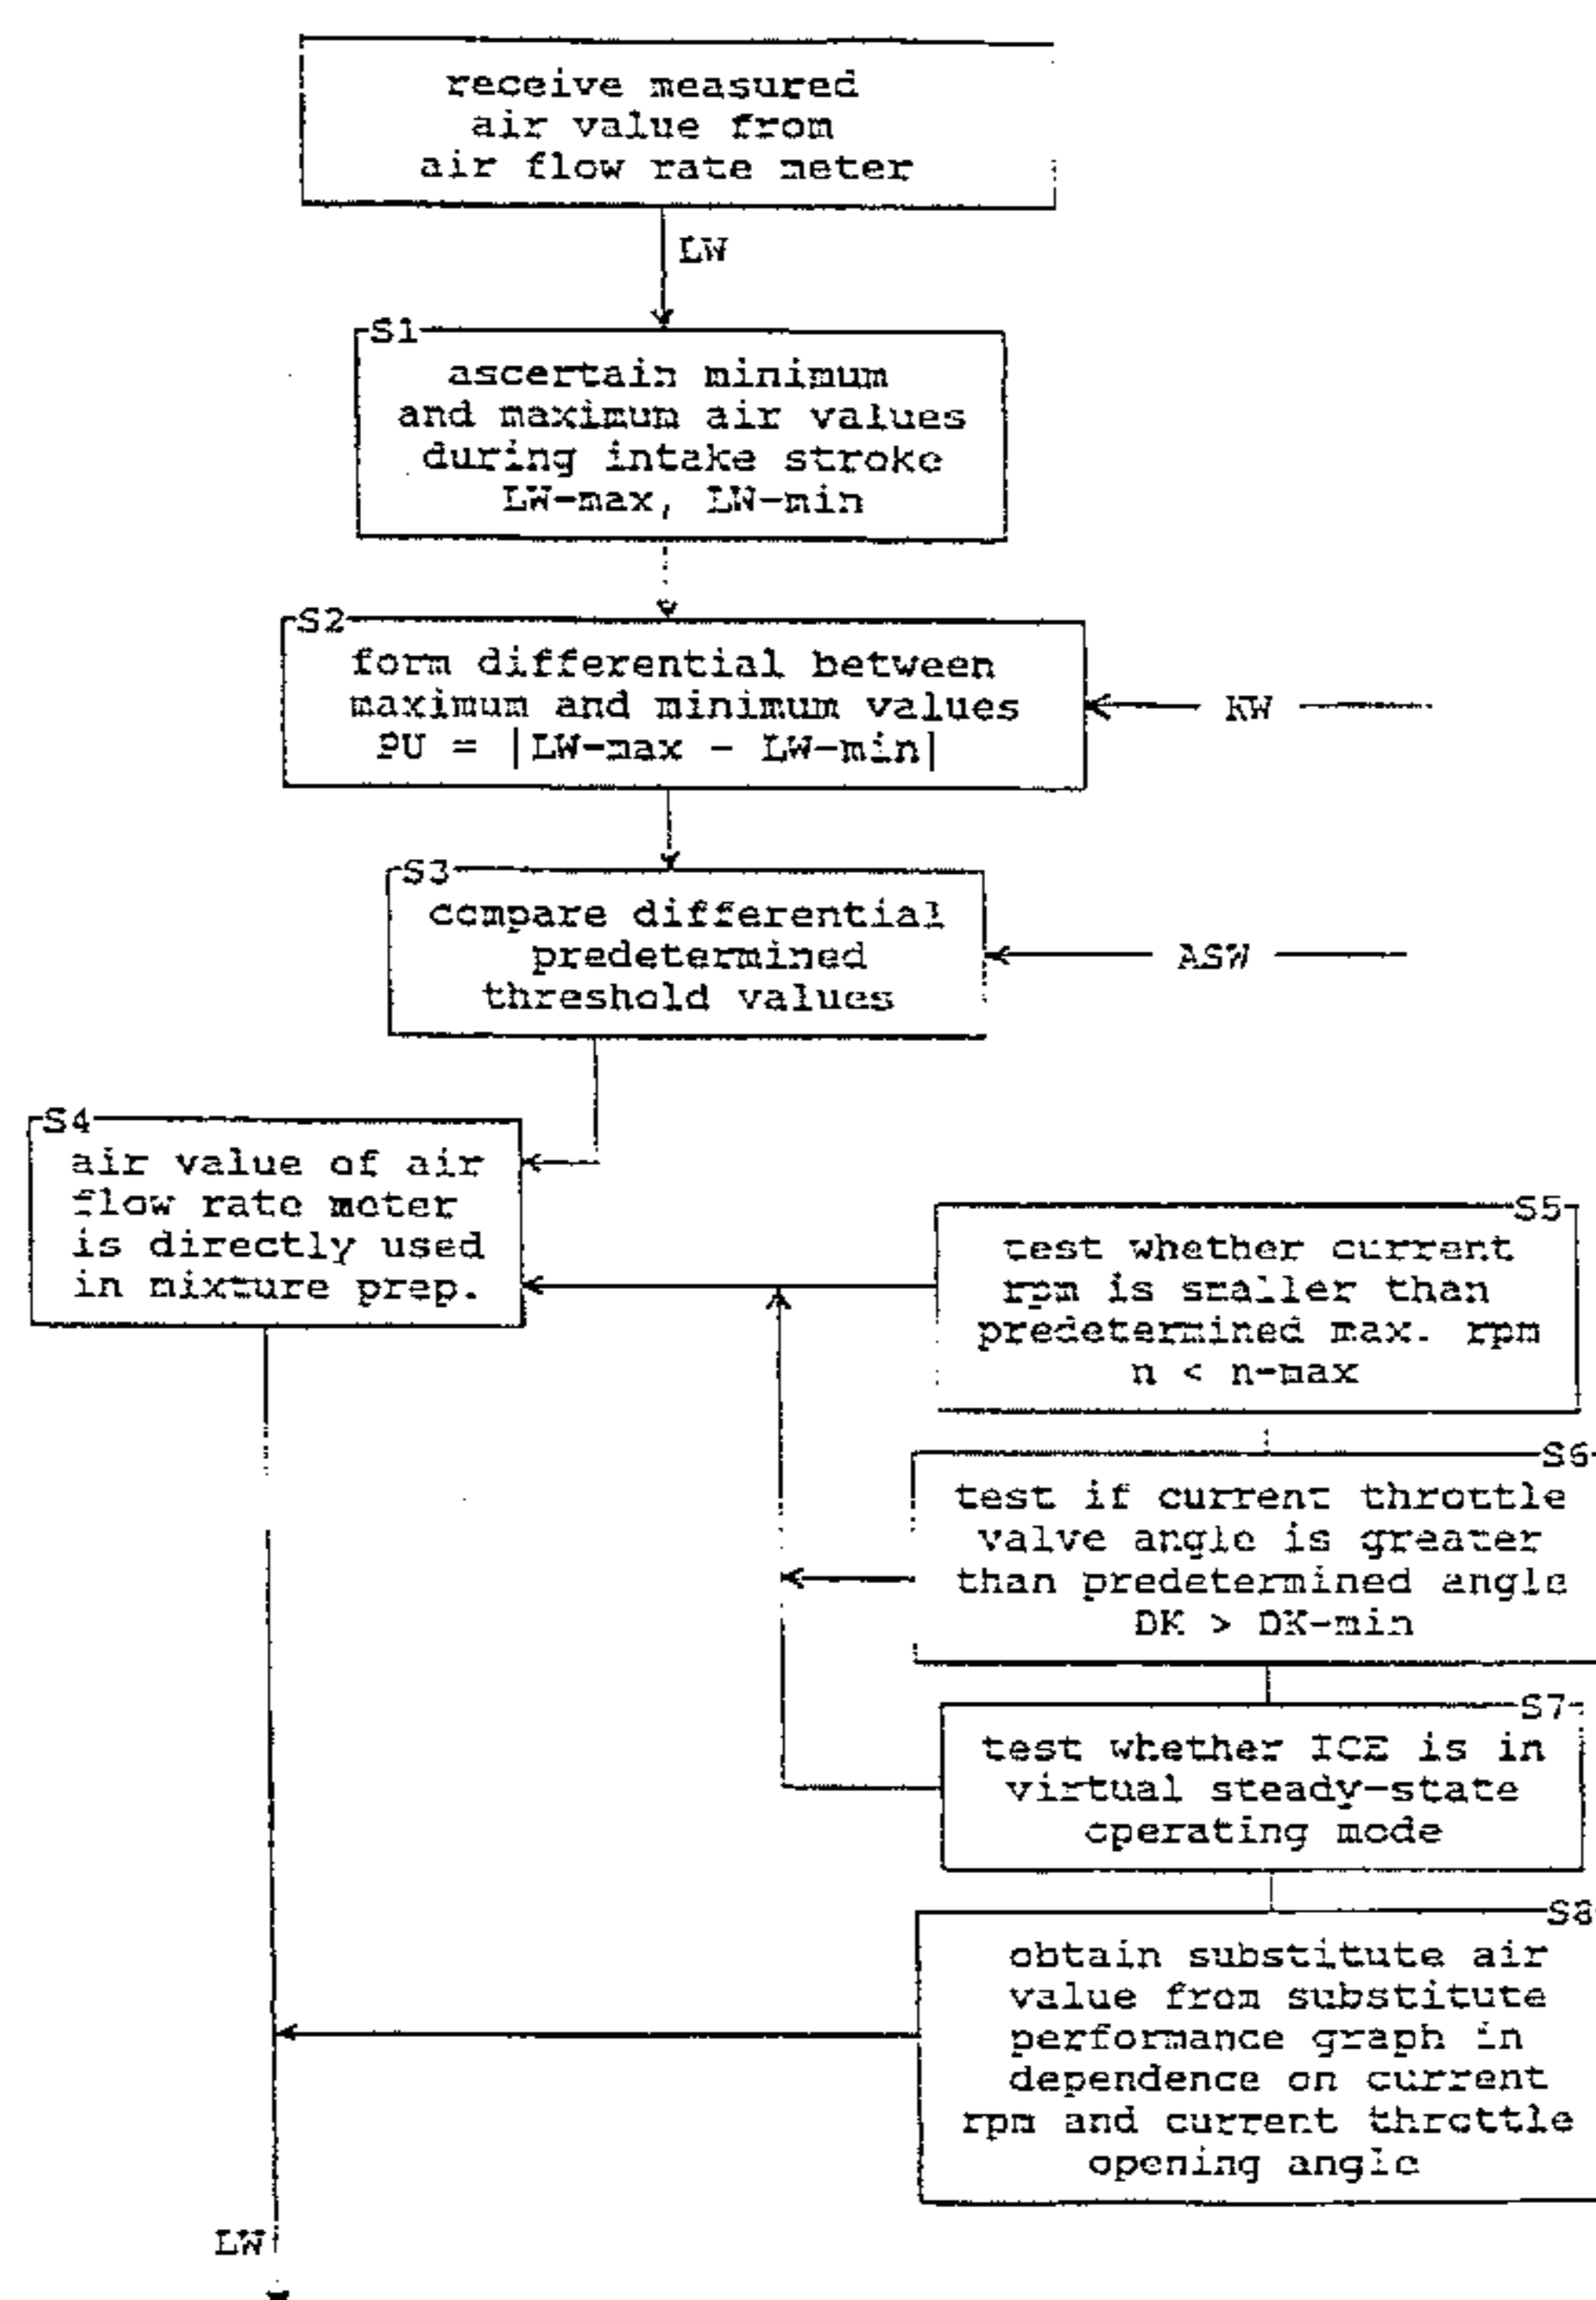 receive measured
air value from
air flow rate meter
LW
S1
ascertain minimum
and maximum air values
during intake stroke
LW-max, LW-min
S2
form differential between
maximum and minimum values
PU = |LW-max - LW-min|
KW
S3
compare differential
predetermined
threshold values
ASW
S4
air value of air
flow rate meter
is directly used
in mixture prep.
S5
test whether current
rpm is smaller than
predetermined max. rpm
n < n-max
S6
test if current throttle
valve angle is greater
than predetermined angle
DK > DK-min
S7
test whether ICE is in
virtual steady-state
operating mode
S8
obtain substitute air
value from substitute
performance graph in
dependence on current
rpm and current throttle
opening angle
LW